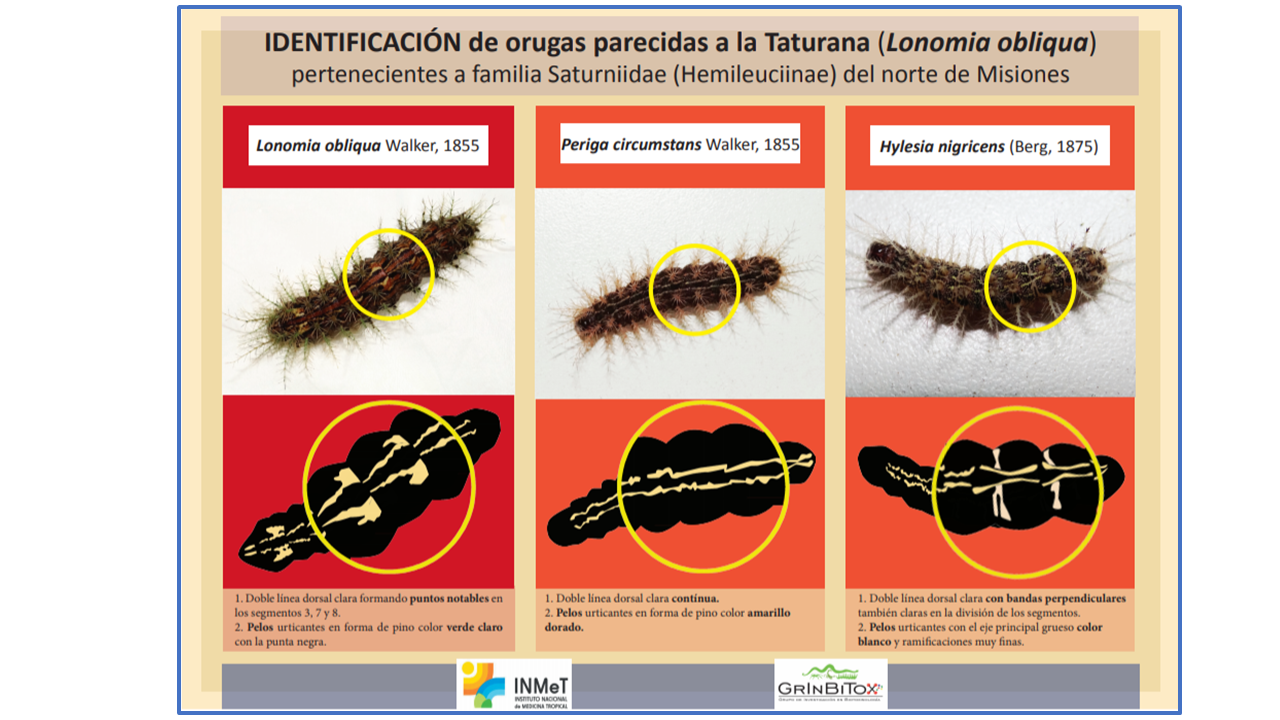 IDENTIFICACIÓN de orugas parecidas a la Taturana (Lonomia obliqua)
pertenecientes a familia Saturniidae (Hemileuciinae) del norte de Misiones
Lonomia obliqua Walker, 1855
Periga circumstans Walker, 1855
Hylesia nigricens (Berg, 1875)
1. Doble línea dorsal clara formando puntos notables en
los segmentos 3, 7 y 8.
2. Pelos urticantes en forma de pino color verde claro
con la punta negra.
1. Doble línea dorsal clara contínua.
2. Pelos urticantes en forma de pino color amarillo
dorado.
1. Doble línea dorsal clara con bandas perpendiculares
también claras en la división de los segmentos.
2. Pelos urticantes con el eje principal grueso color
blanco y ramificaciones muy finas.
INMeT
INSTITUTO NACIONAL
de MEDICINA TROPICAL
GRINBITOX